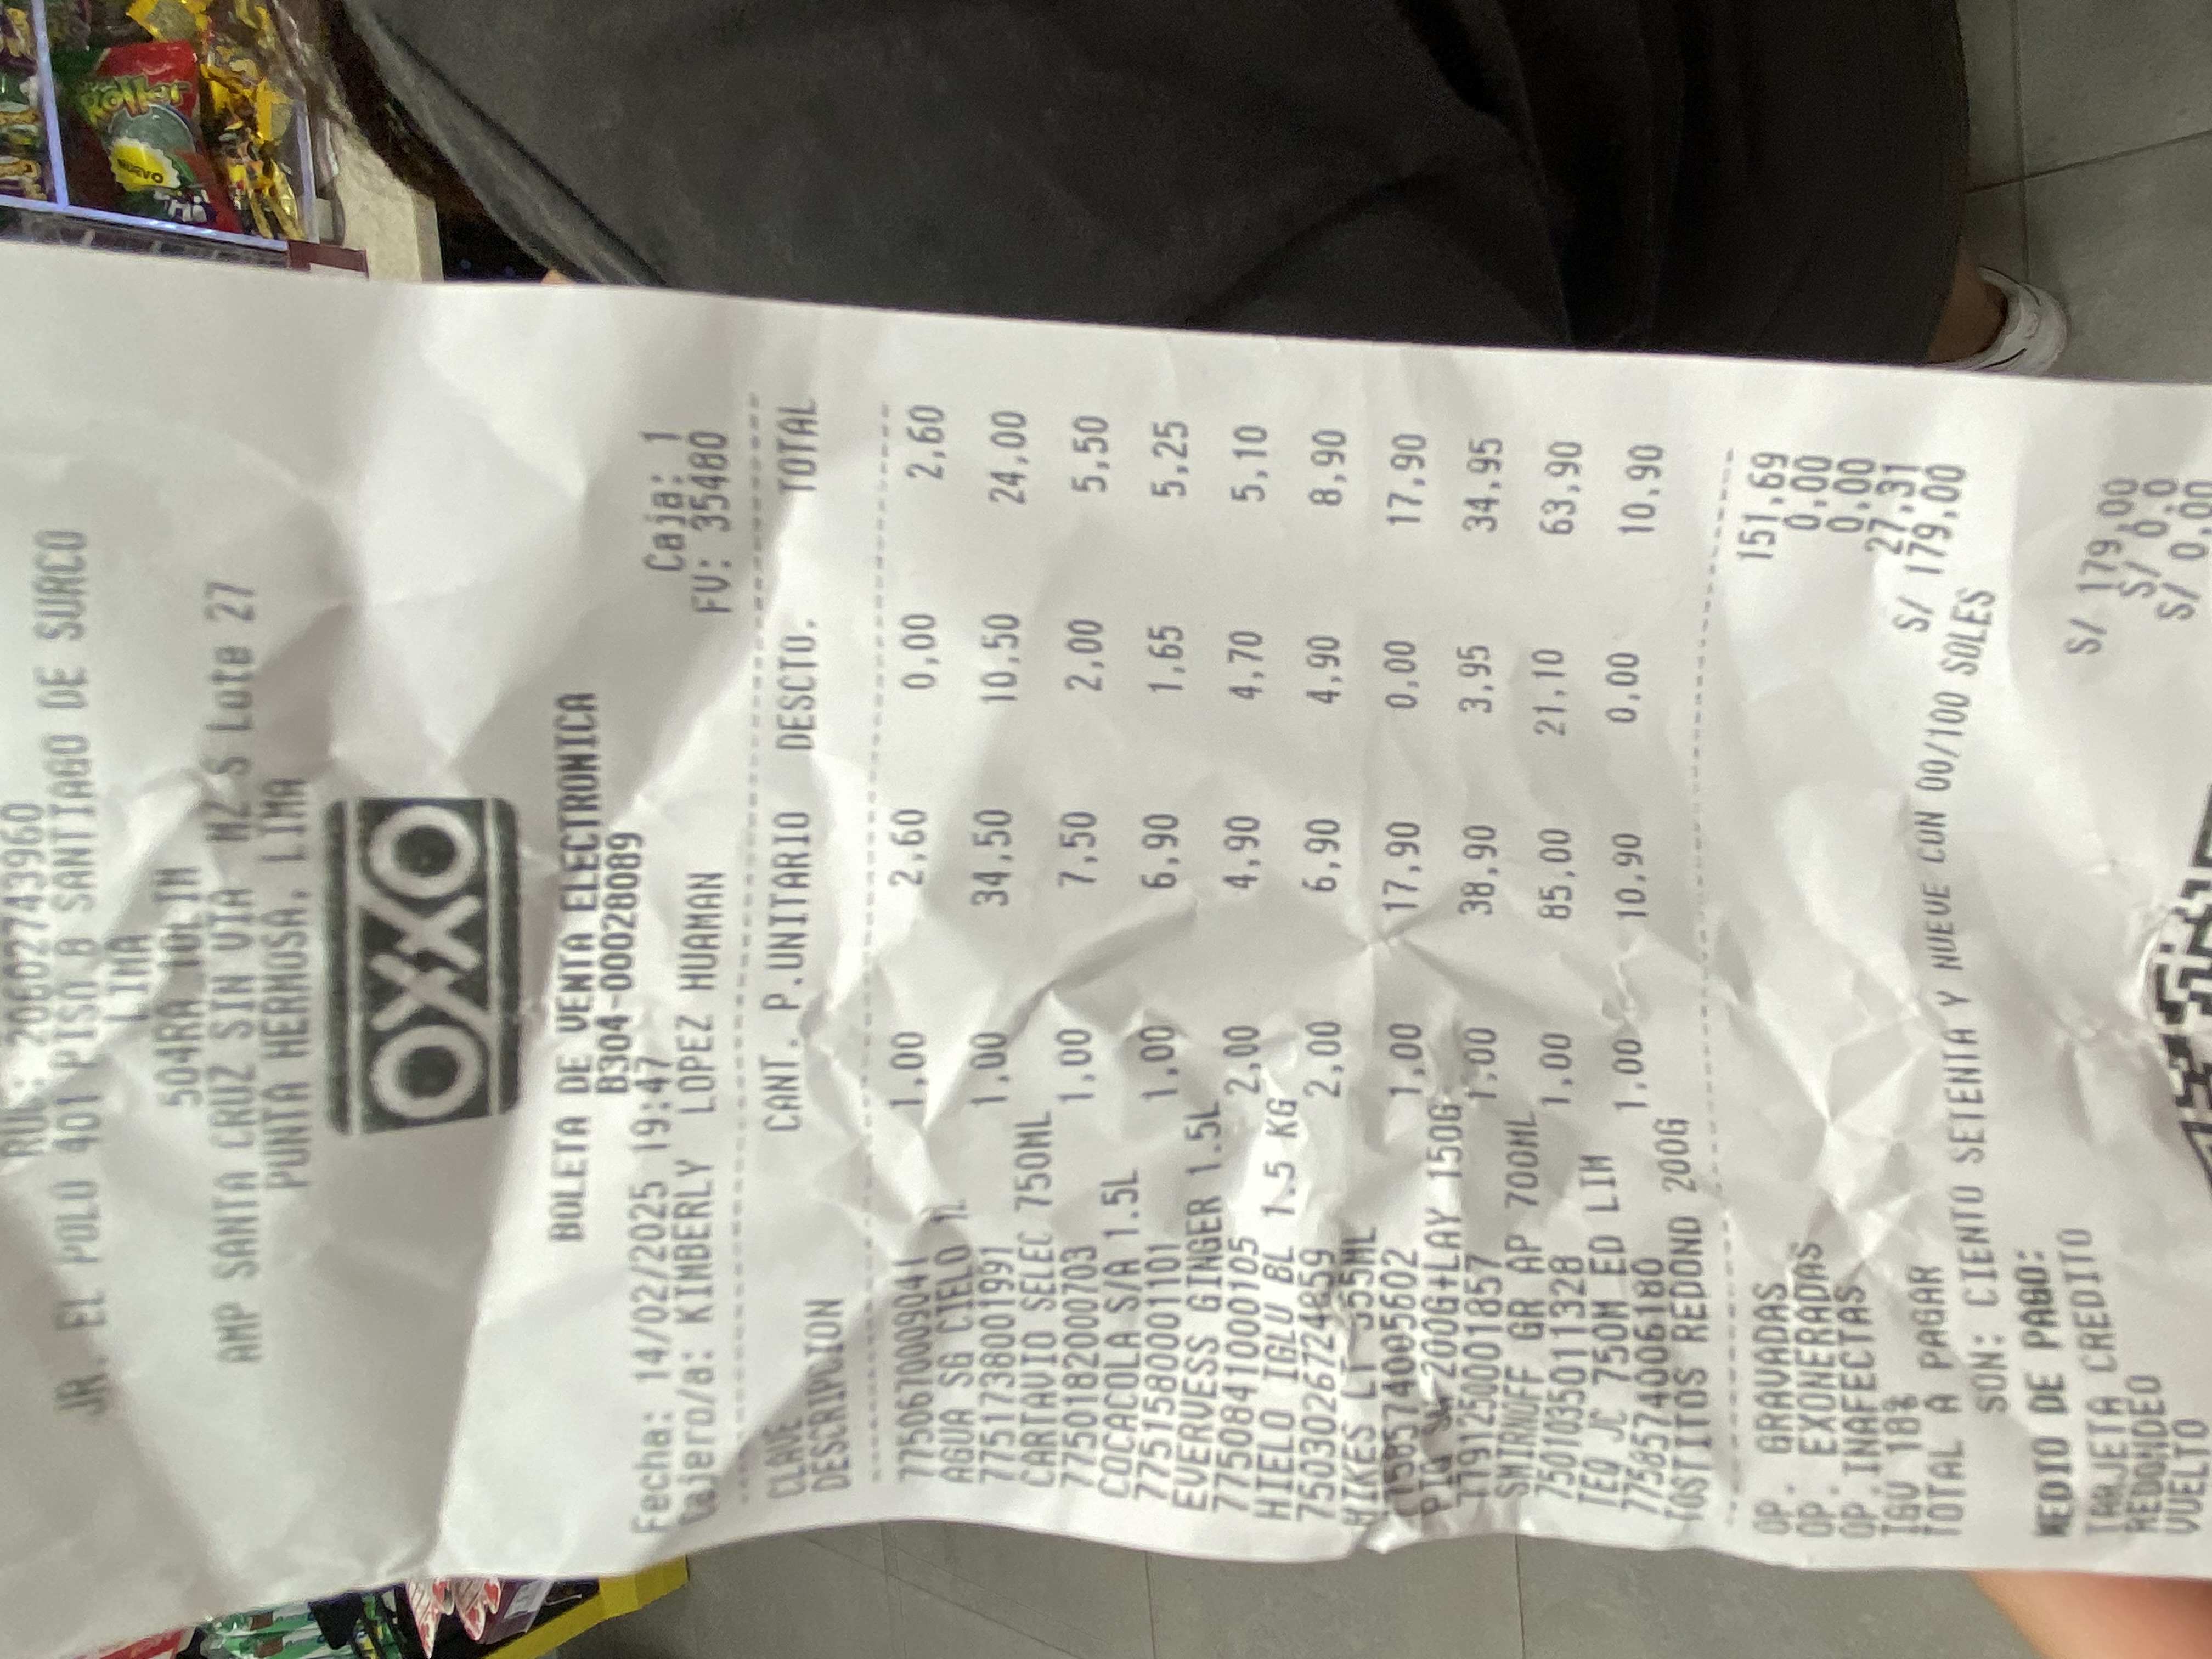 RUC: 20602743960
JR. EL POLO 401 PISO 8 SANTIAGO DE SURCO
LIMA
504RA 10LIM
AMP SANTA CRUZ SIN VIA MZ S Lote 27
PUNTA HERMOSA, LIMA
OXXO
BOLETA DE VENTA ELECTRONICA
B304-00028089
Fecha: 14/02/2025 19:47 Caja: 1
Cajero/a: KIMBERLY LOPEZ HUAMAN FV: 35480
CLAVE CANT. P.UNITARIO DESCTO. TOTAL
DESCRIPCION
7750670009041 1,00 2,60 0,00 2,60
AGUA SG CIELO 1L
7751738001991 1,00 34,50 10,50 24,00
CARTAVIO SELEC 750ML
7750182000703 1,00 7,50 2,00 5,50
COCACOLA S/A 1.5L
7751580001101 1,00 6,90 1,65 5,25
EVERVESS GINGER 1.5L
7750841000105 2,00 4,90 4,70 5,10
HIELO IGLU BL 1.5 KG
7503026724859 2,00 6,90 4,90 8,90
MIKES LT 355ML
7758574005602 1,00 17,90 0,00 17,90
PIQ SN 200G+LAY 150G
7791250001857 1,00 38,90 3,95 34,95
SMIRNOFF GR AP 700ML
7501035011328 1,00 85,00 21,10 63,90
TEQ JC 750M ED LIM
7758574006180 1,00 10,90 0,00 10,90
TOSTITOS REDOND 200G
OP. GRAVADAS 151,69
OP. EXONERADAS 0,00
OP.INAFECTAS 0,00
IGV 18% 27,31
TOTAL A PAGAR S/ 179,00
SON: CIENTO SETENTA Y NUEVE CON 00/100 SOLES
MEDIO DE PAGO:
TARJETA CREDITO S/ 179,00
REDONDEO S/ 0.0
VUELTO S/ 0,00
NUEVO